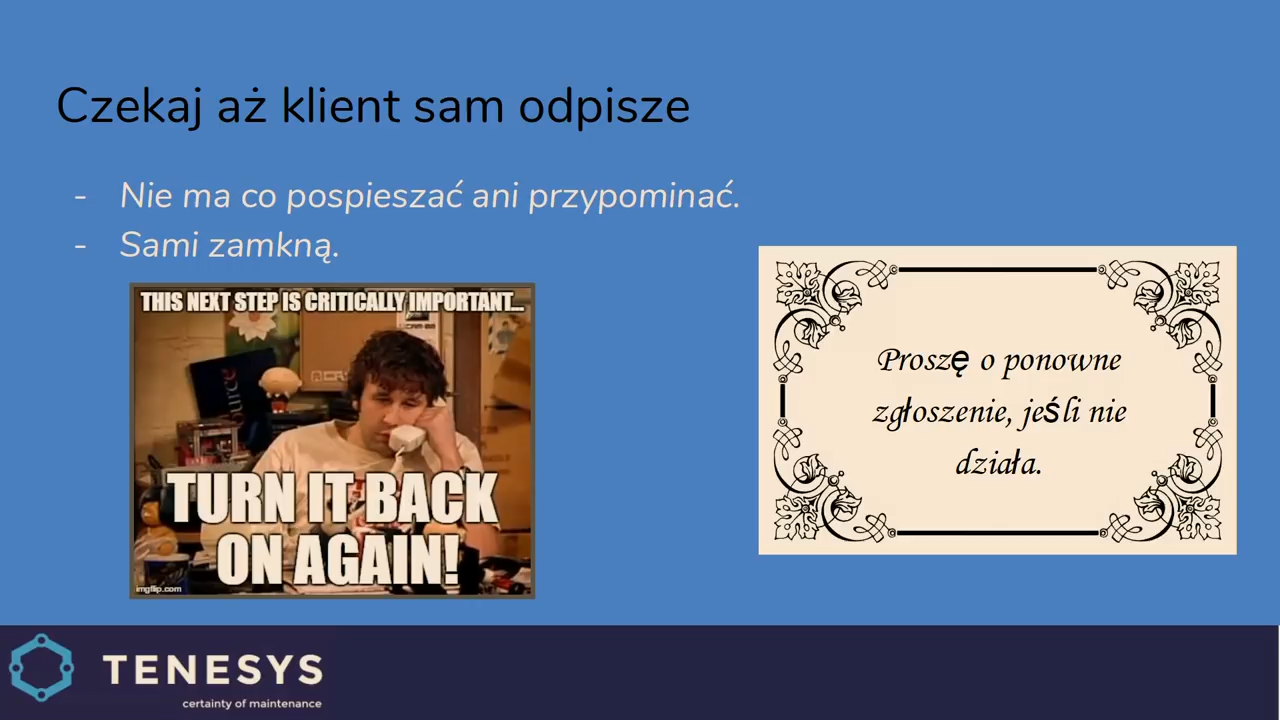 Czekaj aż klient sam odpisze
- Nie ma co pospieszać ani przypominać.
- Sami zamkną.
THIS NEXT STEP IS CRITICALLY IMPORTANT...
TURN IT BACK
ON AGAIN!
imgflip.com
Proszę o ponowne
zgłoszenie, jeśli nie
działa.
TENESYS
certainty of maintenance